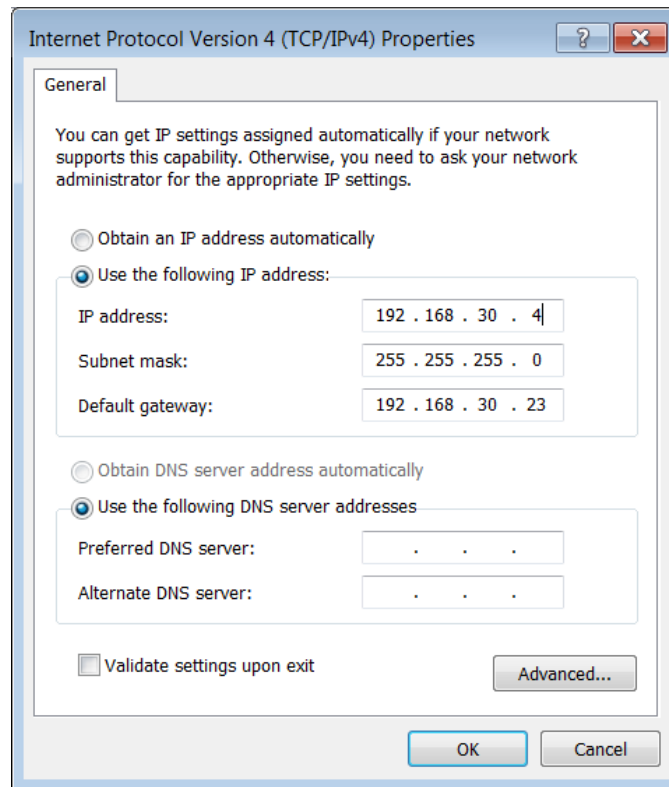 Internet Protocol Version 4 (TCP/IPv4) Properties
?
General
You can get IP settings assigned automatically if your network
supports this capability. Otherwise, you need to ask your network
administrator for the appropriate IP settings.
Obtain an IP address automatically
Use the following IP address:
IP address: 192 . 168 . 30 . 4
Subnet mask: 255 . 255 . 255 . 0
Default gateway: 192 . 168 . 30 . 23
Obtain DNS server address automatically
Use the following DNS server addresses
Preferred DNS server: . . .
Alternate DNS server: . . .
Validate settings upon exit
Advanced...
OK Cancel